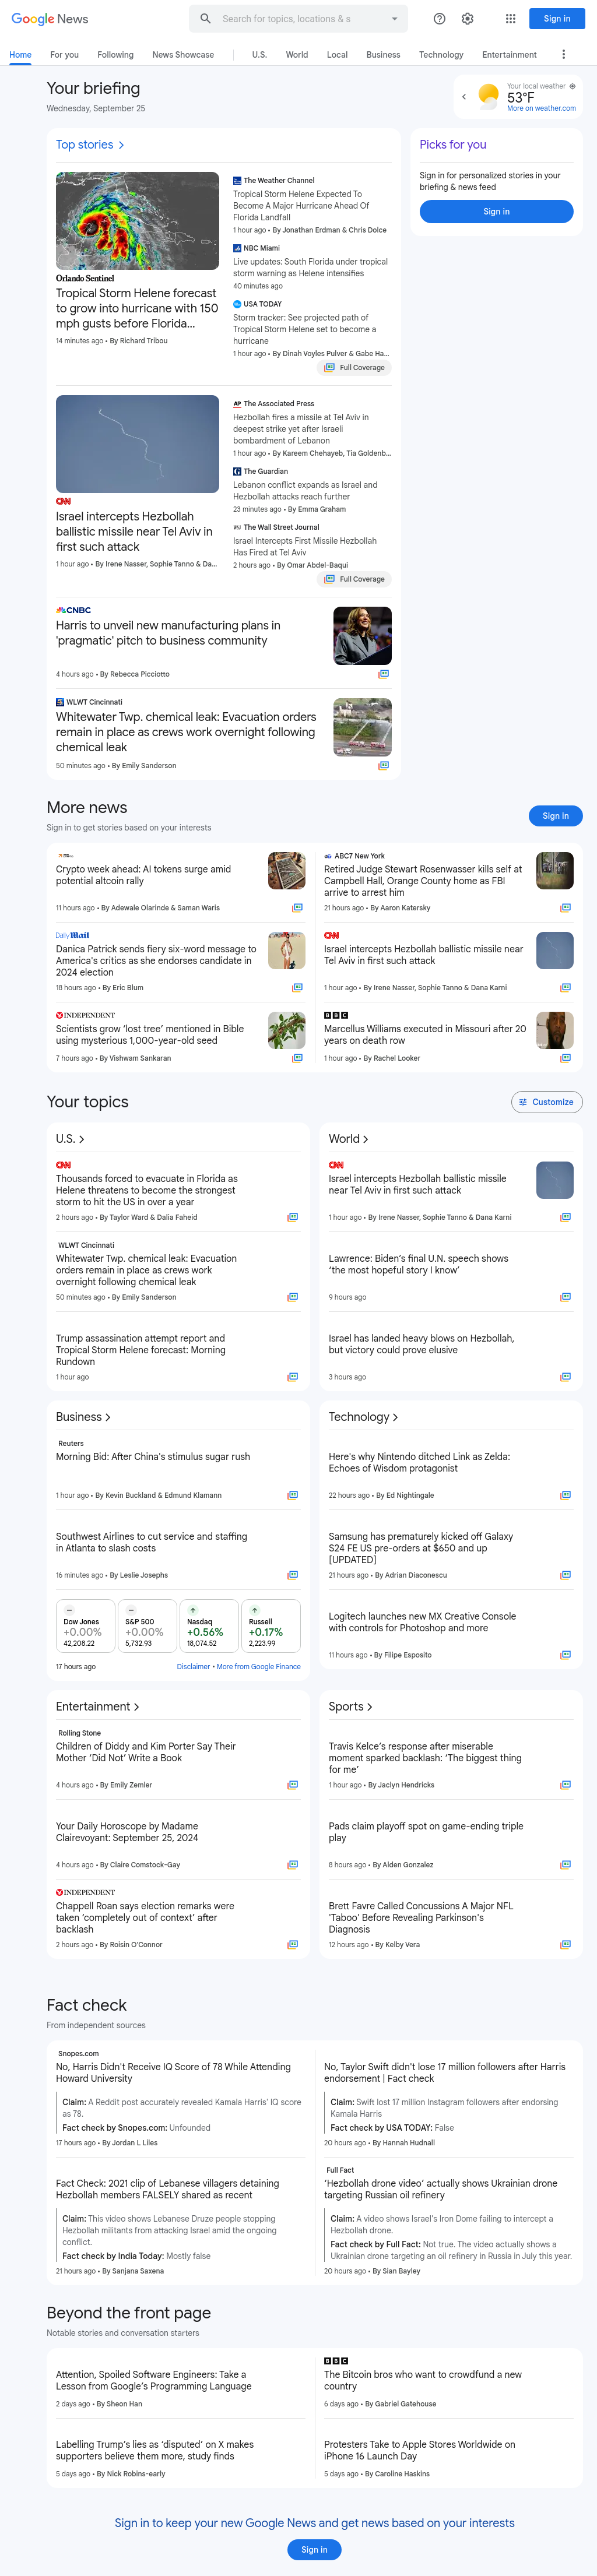 Google News
Search for topics, locations & s
Sign in
Home For you Following News Showcase U.S. World Local Business Technology Entertainment
Your briefing
Wednesday, September 25
Your local weather
53°F
More on weather.com
Top stories
Orlando Sentinel
Tropical Storm Helene forecast
to grow into hurricane with 150
mph gusts before Florida...
14 minutes ago • By Richard Tribou
The Weather Channel
Tropical Storm Helene Expected To
Become A Major Hurricane Ahead Of
Florida Landfall
1 hour ago • By Jonathan Erdman & Chris Dolce
NBC Miami
Live updates: South Florida under tropical
storm warning as Helene intensifies
40 minutes ago
USA TODAY
Storm tracker: See projected path of
Tropical Storm Helene set to become a
hurricane
1 hour ago • By Dinah Voyles Pulver & Gabe Ha...
Full Coverage
Picks for you
Sign in for personalized stories in your
briefing & news feed
Sign in
CNN
Israel intercepts Hezbollah
ballistic missile near Tel Aviv in
first such attack
1 hour ago • By Irene Nasser, Sophie Tanno & Da...
AP The Associated Press
Hezbollah fires a missile at Tel Aviv in
deepest strike yet after Israeli
bombardment of Lebanon
1 hour ago • By Kareem Chehayeb, Tia Goldenb...
The Guardian
Lebanon conflict expands as Israel and
Hezbollah attacks reach further
23 minutes ago • By Emma Graham
WSJ The Wall Street Journal
Israel Intercepts First Missile Hezbollah
Has Fired at Tel Aviv
2 hours ago • By Omar Abdel-Baqui
Full Coverage
CNBC
Harris to unveil new manufacturing plans in
'pragmatic' pitch to business community
4 hours ago • By Rebecca Picciotto
WLWT Cincinnati
Whitewater Twp. chemical leak: Evacuation orders
remain in place as crews work overnight following
chemical leak
50 minutes ago • By Emily Sanderson
More news
Sign in to get stories based on your interests
Sign in
Crypto week ahead: AI tokens surge amid
potential altcoin rally
11 hours ago • By Adewale Olarinde & Saman Waris
ABC7 New York
Retired Judge Stewart Rosenwasser kills self at
Campbell Hall, Orange County home as FBI
arrive to arrest him
21 hours ago • By Aaron Katersky
Daily Mail
Danica Patrick sends fiery six-word message to
America's critics as she endorses candidate in
2024 election
18 hours ago • By Eric Blum
CNN
Israel intercepts Hezbollah ballistic missile near
Tel Aviv in first such attack
1 hour ago • By Irene Nasser, Sophie Tanno & Dana Karni
INDEPENDENT
Scientists grow ‘lost tree’ mentioned in Bible
using mysterious 1,000-year-old seed
7 hours ago • By Vishwam Sankaran
BBC
Marcellus Williams executed in Missouri after 20
years on death row
1 hour ago • By Rachel Looker
Your topics
Customize
U.S.
CNN
Thousands forced to evacuate in Florida as
Helene threatens to become the strongest
storm to hit the US in over a year
2 hours ago • By Taylor Ward & Dalia Faheid
WLWT Cincinnati
Whitewater Twp. chemical leak: Evacuation
orders remain in place as crews work
overnight following chemical leak
50 minutes ago • By Emily Sanderson
Trump assassination attempt report and
Tropical Storm Helene forecast: Morning
Rundown
1 hour ago
World
CNN
Israel intercepts Hezbollah ballistic missile
near Tel Aviv in first such attack
1 hour ago • By Irene Nasser, Sophie Tanno & Dana Karni
Lawrence: Biden’s final U.N. speech shows
‘the most hopeful story I know’
9 hours ago
Israel has landed heavy blows on Hezbollah,
but victory could prove elusive
3 hours ago
Business
Reuters
Morning Bid: After China's stimulus sugar rush
1 hour ago • By Kevin Buckland & Edmund Klamann
Southwest Airlines to cut service and staffing
in Atlanta to slash costs
16 minutes ago • By Leslie Josephs
Dow Jones S&P 500 Nasdaq Russell
+0.00% +0.00% +0.56% +0.17%
42,208.22 5,732.93 18,074.52 2,223.99
17 hours ago Disclaimer • More from Google Finance
Technology
Here's why Nintendo ditched Link as Zelda:
Echoes of Wisdom protagonist
22 hours ago • By Ed Nightingale
Samsung has prematurely kicked off Galaxy
S24 FE US pre-orders at $650 and up
[UPDATED]
21 hours ago • By Adrian Diaconescu
Logitech launches new MX Creative Console
with controls for Photoshop and more
11 hours ago • By Filipe Esposito
Entertainment
Rolling Stone
Children of Diddy and Kim Porter Say Their
Mother ‘Did Not’ Write a Book
4 hours ago • By Emily Zemler
Your Daily Horoscope by Madame
Clairevoyant: September 25, 2024
4 hours ago • By Claire Comstock-Gay
INDEPENDENT
Chappell Roan says election remarks were
taken ‘completely out of context’ after
backlash
2 hours ago • By Roisin O'Connor
Sports
Travis Kelce’s response after miserable
moment sparked backlash: ‘The biggest thing
for me’
1 hour ago • By Jaclyn Hendricks
Pads claim playoff spot on game-ending triple
play
8 hours ago • By Alden Gonzalez
Brett Favre Called Concussions A Major NFL
'Taboo' Before Revealing Parkinson's
Diagnosis
12 hours ago • By Kelby Vera
Fact check
From independent sources
Snopes.com
No, Harris Didn't Receive IQ Score of 78 While Attending
Howard University
Claim: A Reddit post accurately revealed Kamala Harris' IQ score
as 78.
Fact check by Snopes.com: Unfounded
17 hours ago • By Jordan L Liles
No, Taylor Swift didn't lose 17 million followers after Harris
endorsement | Fact check
Claim: Swift lost 17 million Instagram followers after endorsing
Kamala Harris
Fact check by USA TODAY: False
20 hours ago • By Hannah Hudnall
Fact Check: 2021 clip of Lebanese villagers detaining
Hezbollah members FALSELY shared as recent
Claim: This video shows Lebanese Druze people stopping
Hezbollah militants from attacking Israel amid the ongoing
conflict.
Fact check by India Today: Mostly false
21 hours ago • By Sanjana Saxena
Full Fact
‘Hezbollah drone video’ actually shows Ukrainian drone
targeting Russian oil refinery
Claim: A video shows Israel's Iron Dome failing to intercept a
Hezbollah drone.
Fact check by Full Fact: Not true. The video actually shows a
Ukrainian drone targeting an oil refinery in Russia in July this year.
20 hours ago • By Sian Bayley
Beyond the front page
Notable stories and conversation starters
Attention, Spoiled Software Engineers: Take a
Lesson from Google’s Programming Language
2 days ago • By Sheon Han
BBC
The Bitcoin bros who want to crowdfund a new
country
6 days ago • By Gabriel Gatehouse
Labelling Trump’s lies as ‘disputed’ on X makes
supporters believe them more, study finds
5 days ago • By Nick Robins-early
Protesters Take to Apple Stores Worldwide on
iPhone 16 Launch Day
5 days ago • By Caroline Haskins
Sign in to keep your new Google News and get news based on your interests
Sign in